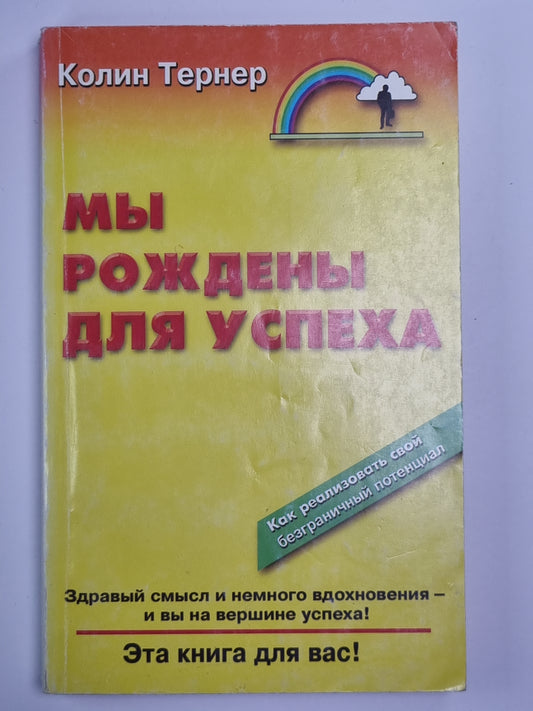 Колин Тернер
МЫ
РОЖДЕНЫ
ДЛЯ УСПЕХА
Как реализовать свой
безграничный потенциал
Здравый смысл и немного вдохновения –
и вы на вершине успеха!
Эта книга для вас!